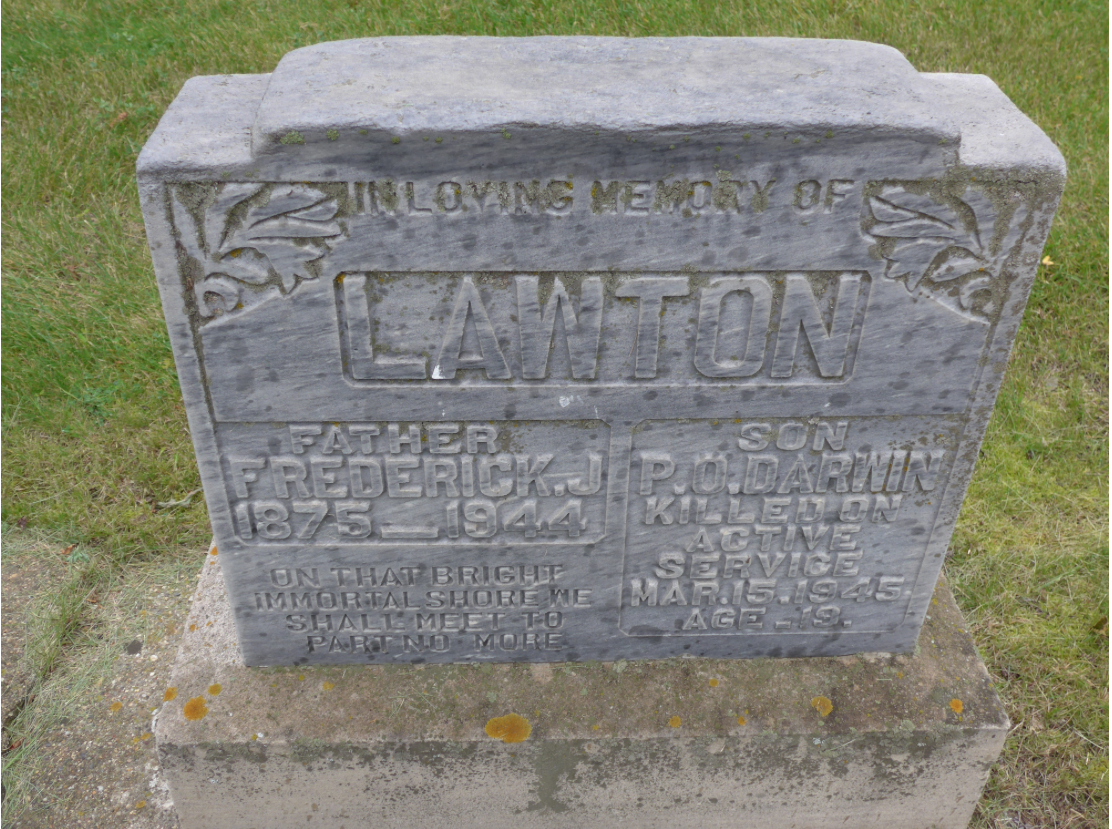 IN LOVING MEMORY OF
LAWTON
FATHER
FREDERICK.J
1875 — 1944
ON THAT BRIGHT
IMMORTAL SHORE WE
SHALL MEET TO
PART NO MORE
SON
P.O. DARWIN
KILLED ON
ACTIVE
SERVICE
MAR.15.1945
AGE 19.